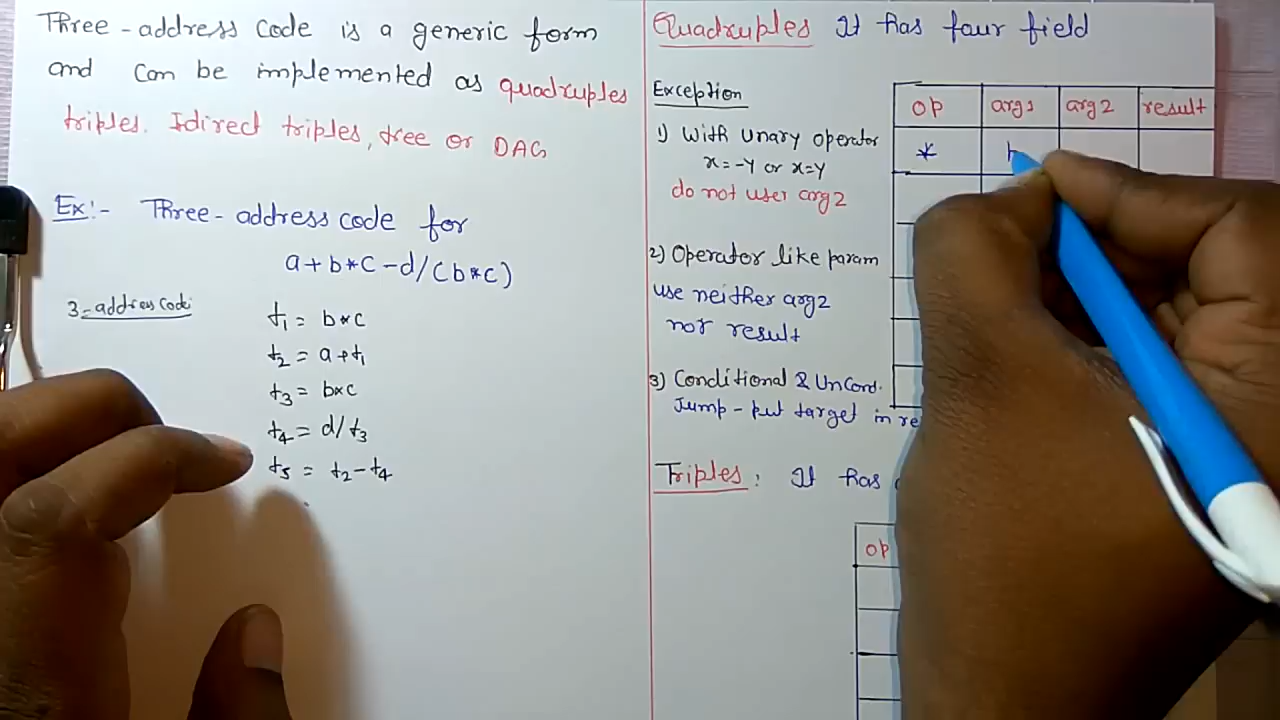 Three-address code is a generic form
and can be implemented as quadruples
triples. Idirect triples, tree or DAG
Ex:- Three-address code for
a+b*c-d/(b*c)
3-address code
t1 = b*c
t2 = a+t1
t3 = b*c
t4 = d/t3
t5 = t2-t4
Quadruples It has four field
Exception
1) With Unary operator
x=-y or x=y
do not user arg2
2) Operator like param
use neither arg2
nor result
3) Conditional & Uncond.
Jump-put target in
op arg1 arg2 result
*
Triples: It has
op